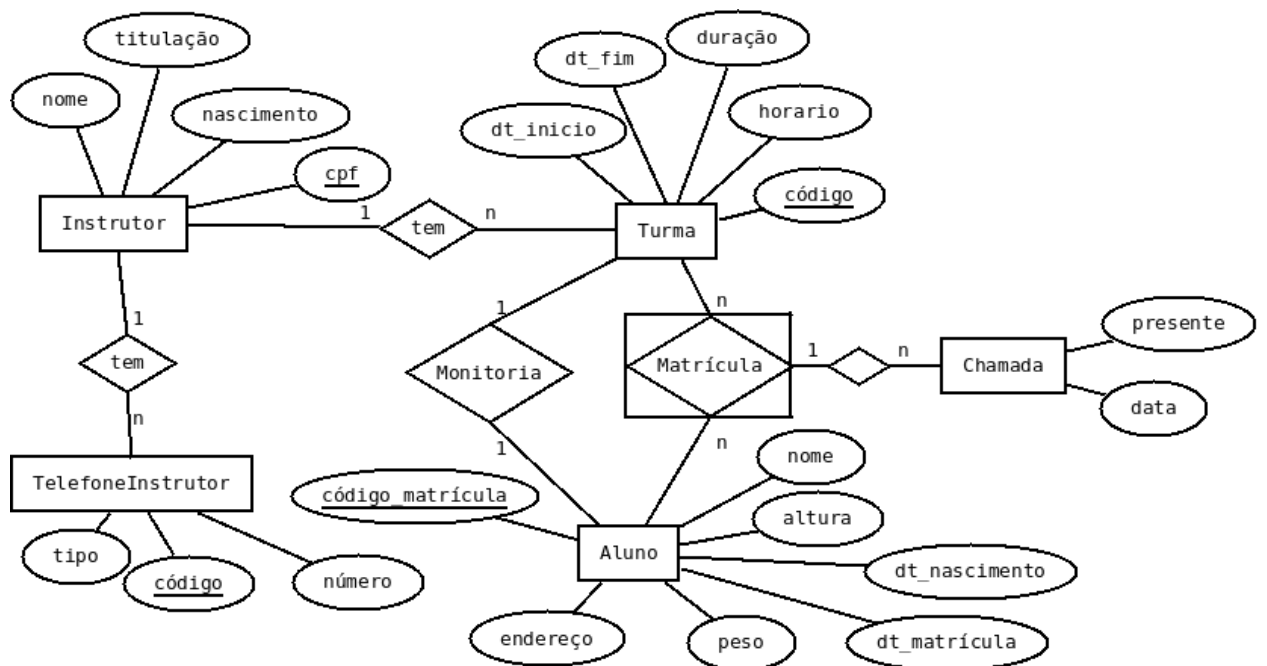 titulação
duração
dt_fim
nome
nascimento
horario
dt_inicio
cpf
código
Instrutor
1
tem
n
Turma
1
n
presente
1
tem
Monitoria
Matrícula
1
n
Chamada
data
n
1
n
nome
TelefoneInstrutor
código_matrícula
altura
tipo
código
número
Aluno
dt_nascimento
endereço
peso
dt_matrícula